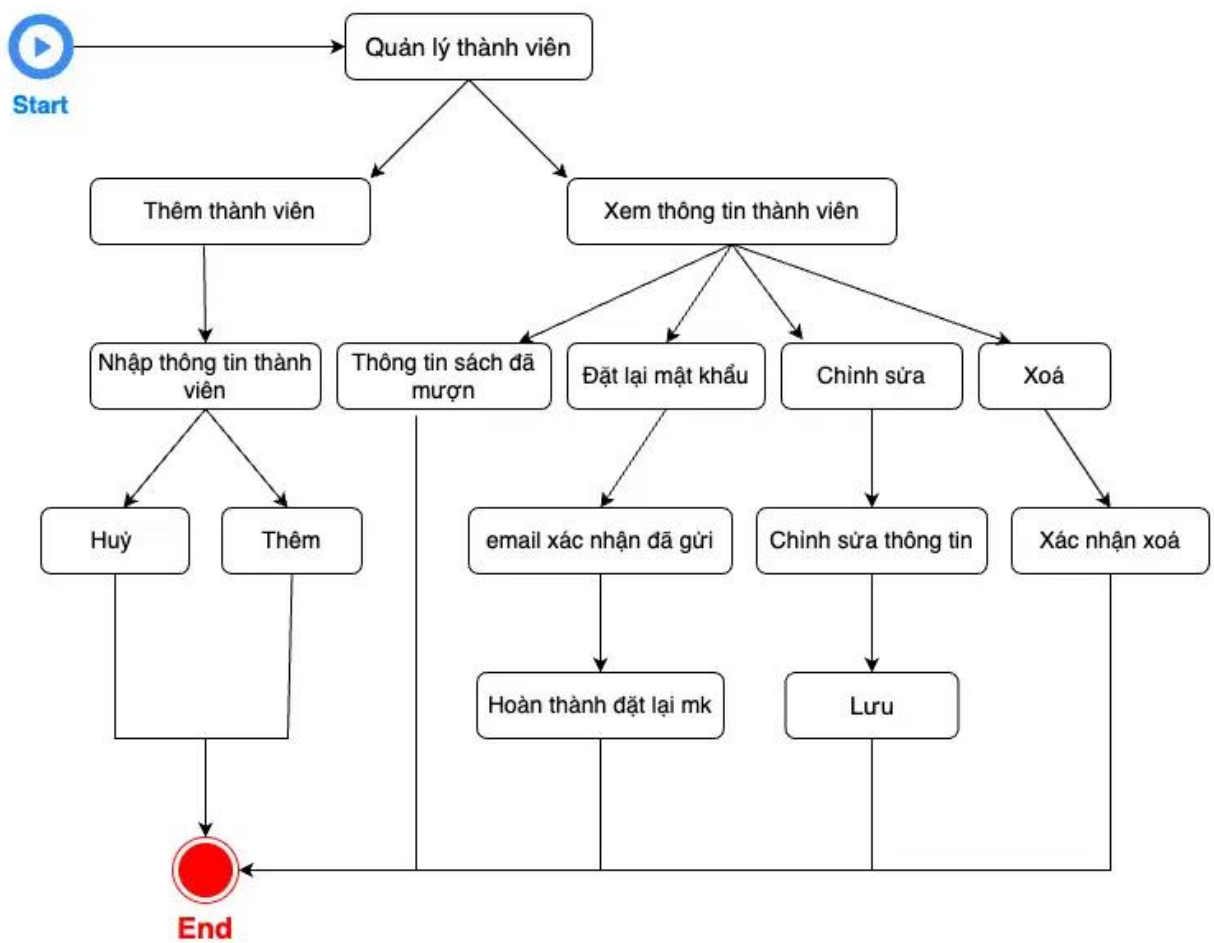 Start
Quản lý thành viên
Thêm thành viên
Xem thông tin thành viên
Nhập thông tin thành
viên
Thông tin sách đã
mượn
Đặt lại mật khẩu
Chỉnh sửa
Xoá
Huỷ
Thêm
email xác nhận đã gửi
Chỉnh sửa thông tin
Xác nhận xoá
Hoàn thành đặt lại mk
Lưu
End